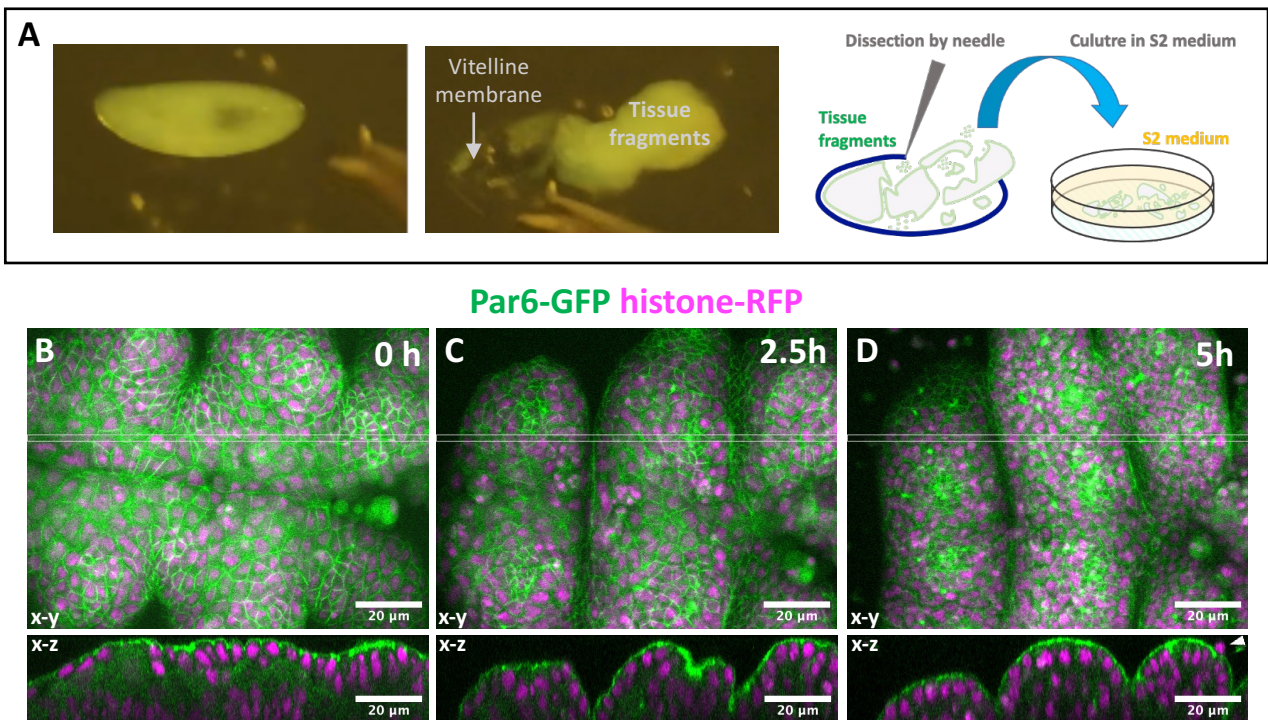 A
Vitelline
membrane
Tissue
fragments
Dissection by needle
Culutre in S2 medium
Tissue
fragments
S2 medium
Par6-GFP histone-RFP
B
0 h
x-y
20 µm
x-z
20 µm
C
2.5h
x-y
20 µm
x-z
20 µm
D
5h
x-y
20 µm
x-z
20 µm